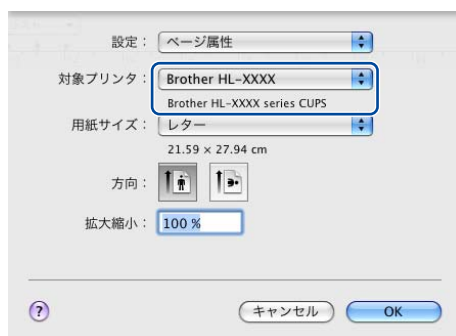 設定： ページ属性
対象プリンタ： Brother HL-XXXX
Brother HL-XXXX series CUPS
用紙サイズ： レター
21.59 × 27.94 cm
方向：
拡大縮小： 100 %
? キャンセル OK